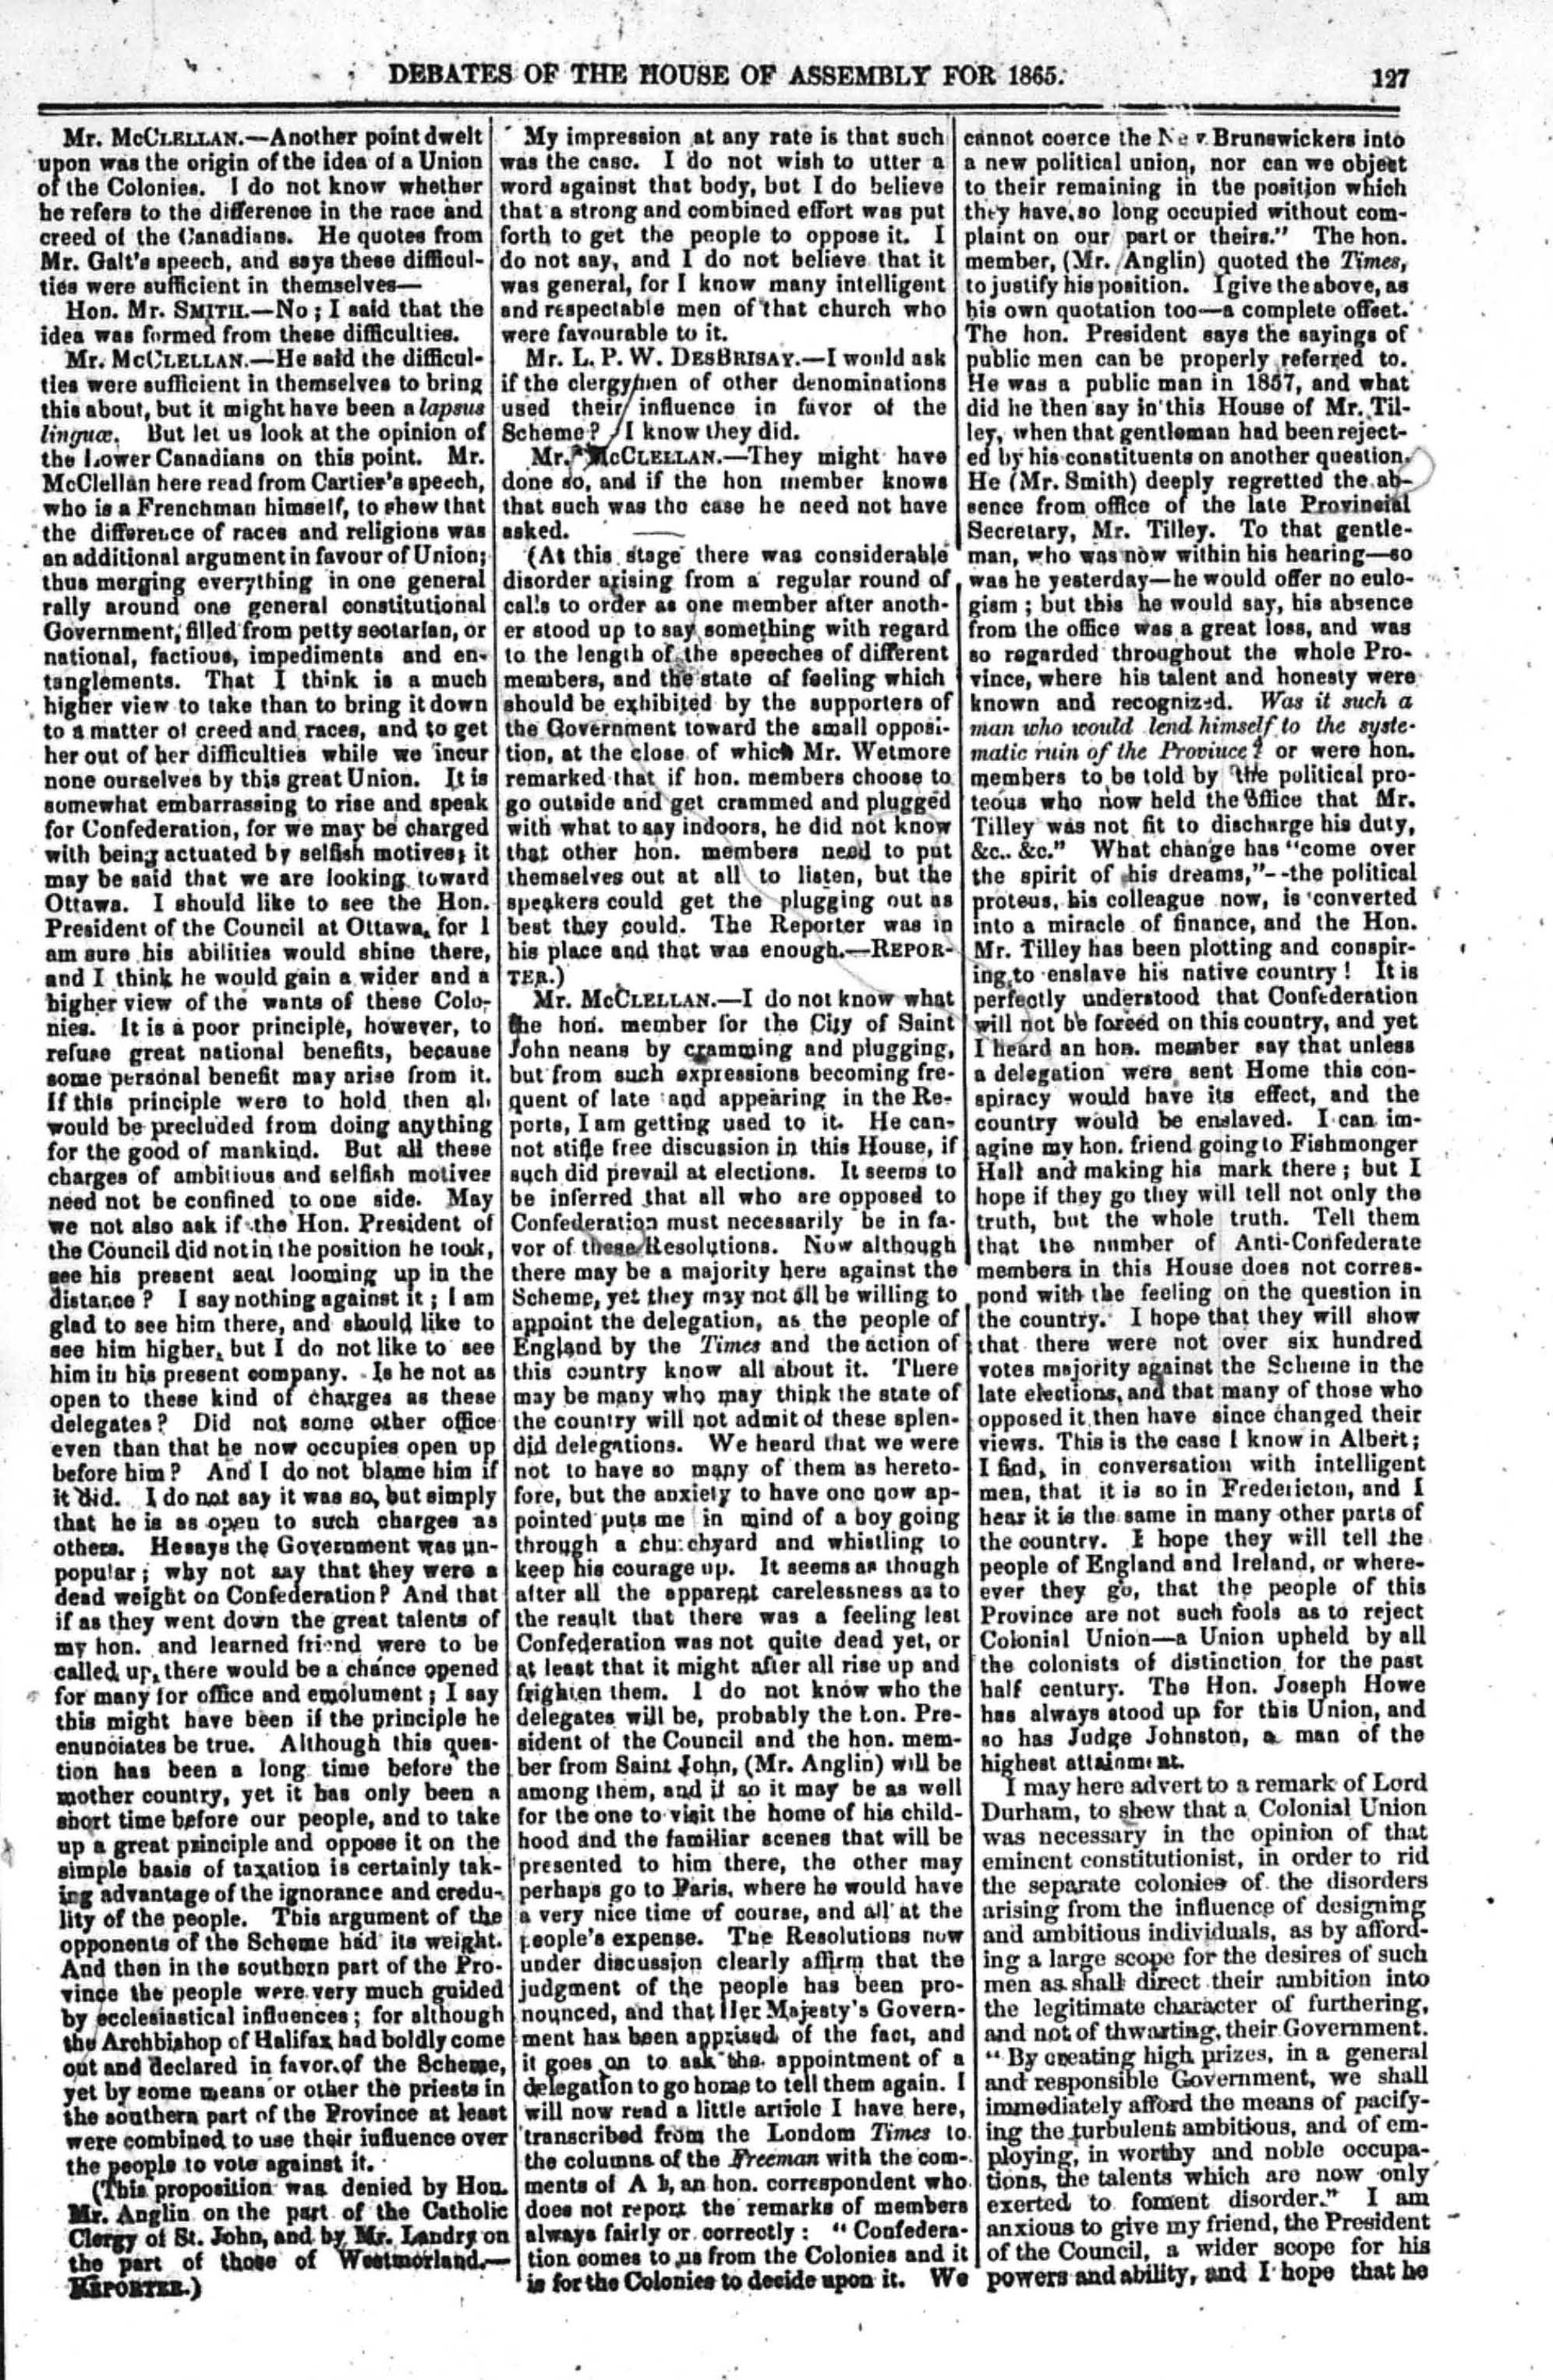 DEBATES OF THE HOUSE OF ASSEMBLY FOR 1865. 127
Mr. McCLELLAN.—Another point dwelt
upon was the origin of the idea of a Union
of the Colonies. I do not know whether
he refers to the difference in the race and
creed of the Canadians. He quotes from
Mr. Galt's speech, and says these difficul-
ties were sufficient in themselves—
Hon. Mr. SMITH.—No; I said that the
idea was formed from these difficulties.
Mr. McCLELLAN.—He said the difficul-
ties were sufficient in themselves to bring
this about, but it might have been a lapsus
linguœ. But let us look at the opinion of
the Lower Canadians on this point. Mr.
McClellan here read from Cartier's speech,
who is a Frenchman himself, to shew that
the difference of races and religions was
an additional argument in favour of Union;
thus merging everything in one general
rally around one general constitutional
Government, filled from petty sectarian, or
national, factious, impediments and en-
tanglements. That I think is a much
higher view to take than to bring it down
to a matter of creed and races, and to get
her out of her difficulties while we incur
none ourselves by this great Union. It is
somewhat embarrassing to rise and speak
for Confederation, for we may be charged
with being actuated by selfish motives; it
may be said that we are looking toward
Ottawa. I should like to see the Hon.
President of the Council at Ottawa, for I
am sure his abilities would shine there,
and I think he would gain a wider and a
higher view of the wants of these Colo-
nies. It is a poor principle, however, to
refuse great national benefits, because
some personal benefit may arise from it.
If this principle were to hold then all
would be precluded from doing anything
for the good of mankind. But all these
charges of ambitious and selfish motives
need not be confined to one side. May
we not also ask if the Hon. President of
the Council did not in the position he took,
see his present seat looming up in the
distance? I say nothing against it; I am
glad to see him there, and should like to
see him higher, but I do not like to see
him in his present company. Is he not as
open to these kind of charges as these
delegates? Did not some other office
even than that he now occupies open up
before him? And I do not blame him if
it did. I do not say it was so, but simply
that he is as open to such charges as
others. He says the Government was un-
popular; why not say that they were a
dead weight on Confederation? And that
if as they went down the great talents of
my hon. and learned friend were to be
called up, there would be a chance opened
for many for office and emolument; I say
this might have been if the principle he
enunciates be true. Although this ques-
tion has been a long time before the
mother country, yet it has only been a
short time before our people, and to take
up a great principle and oppose it on the
simple basis of taxation is certainly tak-
ing advantage of the ignorance and credu-
lity of the people. This argument of the
opponents of the Scheme had its weight.
And then in the southern part of the Pro-
vince the people were very much guided
by ecclesiastical influences; for although
the Archbishop of Halifax had boldly come
out and declared in favor of the Scheme,
yet by some means or other the priests in
the southern part of the Province at least
were combined to use their influence over
the people to vote against it.
(This proposition was denied by Hon.
Mr. Anglin on the part of the Catholic
Clergy of St. John, and by Mr. Landry on
the part of those of Westmorland.—
REPORTER.)
My impression at any rate is that such
was the case. I do not wish to utter a
word against that body, but I do believe
that a strong and combined effort was put
forth to get the people to oppose it. I
do not say, and I do not believe that it
was general, for I know many intelligent
and respectable men of that church who
were favourable to it.
Mr. L. P. W. DESBRISAY.—I would ask
if the clergymen of other denominations
used their influence in favor of the
Scheme? I know they did.
Mr. McCLELLAN.—They might have
done so, and if the hon member knows
that such was the case he need not have
asked.
(At this stage there was considerable
disorder arising from a regular round of
calls to order as one member after anoth-
er stood up to say something with regard
to the length of the speeches of different
members, and the state of feeling which
should be exhibited by the supporters of
the Government toward the small opposi-
tion, at the close of which Mr. Wetmore
remarked that if hon. members choose to
go outside and get crammed and plugged
with what to say indoors, he did not know
that other hon. members need to put
themselves out at all to listen, but the
speakers could get the plugging out as
best they could. The Reporter was in
his place and that was enough.—REPOR-
TER.)
Mr. McCLELLAN.—I do not know what
the hon. member for the City of Saint
John neans by cramming and plugging,
but from such expressions becoming fre-
quent of late and appearing in the Re-
ports, I am getting used to it. He can-
not stifle free discussion in this House, if
such did prevail at elections. It seems to
be inferred that all who are opposed to
Confederation must necessarily be in fa-
vor of these Resolutions. Now although
there may be a majority here against the
Scheme, yet they may not all be willing to
appoint the delegation, as the people of
England by the Times and the action of
this country know all about it. There
may be many who may think the state of
the country will not admit of these splen-
did delegations. We heard that we were
not to have so many of them as hereto-
fore, but the anxiety to have one now ap-
pointed puts me in mind of a boy going
through a churchyard and whistling to
keep his courage up. It seems as though
after all the apparent carelessness as to
the result that there was a feeling lest
Confederation was not quite dead yet, or
at least that it might after all rise up and
frighten them. I do not know who the
delegates will be, probably the hon. Pre-
sident of the Council and the hon. mem-
ber from Saint John, (Mr. Anglin) will be
among them, and if so it may be as well
for the one to visit the home of his child-
hood and the familiar scenes that will be
presented to him there, the other may
perhaps go to Paris, where he would have
a very nice time of course, and all at the
people's expense. The Resolutions now
under discussion clearly affirm that the
judgment of the people has been pro-
nounced, and that Her Majesty's Govern-
ment has been apprised of the fact, and
it goes on to ask the appointment of a
delegation to go home to tell them again. I
will now read a little article I have here,
transcribed from the Londom Times to
the columns of the Freeman with the com-
ments of A b, an hon. correspondent who
does not report the remarks of members
always fairly or correctly: "Confedera-
tion comes to us from the Colonies and it
is for the Colonies to decide upon it. We
cannot coerce the New Brunswickers into
a new political union, nor can we object
to their remaining in the position which
they have so long occupied without com-
plaint on our part or theirs." The hon.
member, (Mr. Anglin) quoted the Times,
to justify his position. I give the above, as
his own quotation too—a complete offset.
The hon. President says the sayings of
public men can be properly referred to.
He was a public man in 1857, and what
did he then say in this House of Mr. Til-
ley, when that gentleman had been reject-
ed by his constituents on another question.
He (Mr. Smith) deeply regretted the ab-
sence from office of the late Provincial
Secretary, Mr. Tilley. To that gentle-
man, who was now within his hearing—so
was he yesterday—he would offer no eulo-
gism; but this he would say, his absence
from the office was a great loss, and was
so regarded throughout the whole Pro-
vince, where his talent and honesty were
known and recognized. Was it such a
man who would lend himself to the syste-
matic ruin of the Province? or were hon.
members to be told by the political pro-
teous who now held the office that Mr.
Tilley was not fit to discharge his duty,
&c., &c." What change has "come over
the spirit of his dreams,"--the political
proteus, his colleague now, is converted
into a miracle of finance, and the Hon.
Mr. Tilley has been plotting and conspir-
ing to enslave his native country! It is
perfectly understood that Confederation
will not be forced on this country, and yet
I heard an hon. member say that unless
a delegation were sent Home this con-
spiracy would have its effect, and the
country would be enslaved. I can im-
agine my hon. friend going to Fishmonger
Hall and making his mark there; but I
hope if they go they will tell not only the
truth, but the whole truth. Tell them
that the number of Anti-Confederate
members in this House does not corres-
pond with the feeling on the question in
the country. I hope that they will show
that there were not over six hundred
votes majority against the Scheme in the
late elections, and that many of those who
opposed it then have since changed their
views. This is the case I know in Albert;
I find, in conversation with intelligent
men, that it is so in Fredericton, and I
hear it is the same in many other parts of
the country. I hope they will tell the
people of England and Ireland, or where-
ever they go, that the people of this
Province are not such fools as to reject
Colonial Union—a Union upheld by all
the colonists of distinction for the past
half century. The Hon. Joseph Howe
has always stood up for this Union, and
so has Judge Johnston, a man of the
highest attainment.
I may here advert to a remark of Lord
Durham, to shew that a Colonial Union
was necessary in the opinion of that
eminent constitutionist, in order to rid
the separate colonies of the disorders
arising from the influence of designing
and ambitious individuals, as by afford-
ing a large scope for the desires of such
men as shall direct their ambition into
the legitimate character of furthering,
and not of thwarting, their Government.
"By creating high prizes, in a general
and responsible Government, we shall
immediately afford the means of pacify-
ing the turbulent ambitious, and of em-
ploying, in worthy and noble occupa-
tions, the talents which are now only
exerted to foment disorder." I am
anxious to give my friend, the President
of the Council, a wider scope for his
powers and ability, and I hope that he